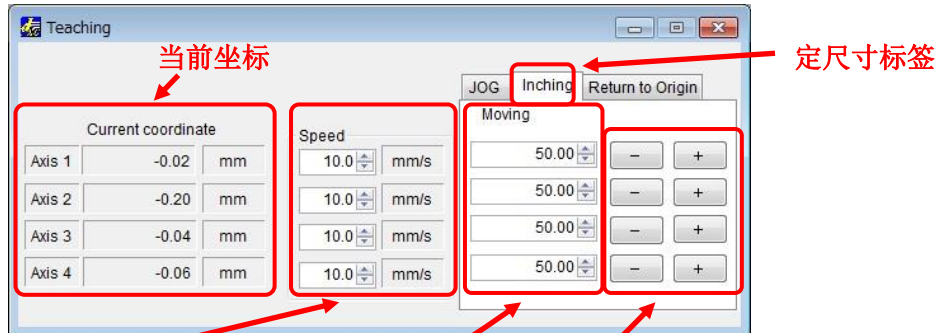 Teaching
当前坐标
定尺寸标签
JOG Inching Return to Origin
Current coordinate
Speed
Moving
Axis 1 -0.02 mm 10.0 mm/s 50.00 − +
Axis 2 -0.20 mm 10.0 mm/s 50.00 − +
Axis 3 -0.04 mm 10.0 mm/s 50.00 − +
Axis 4 -0.06 mm 10.0 mm/s 50.00 − +